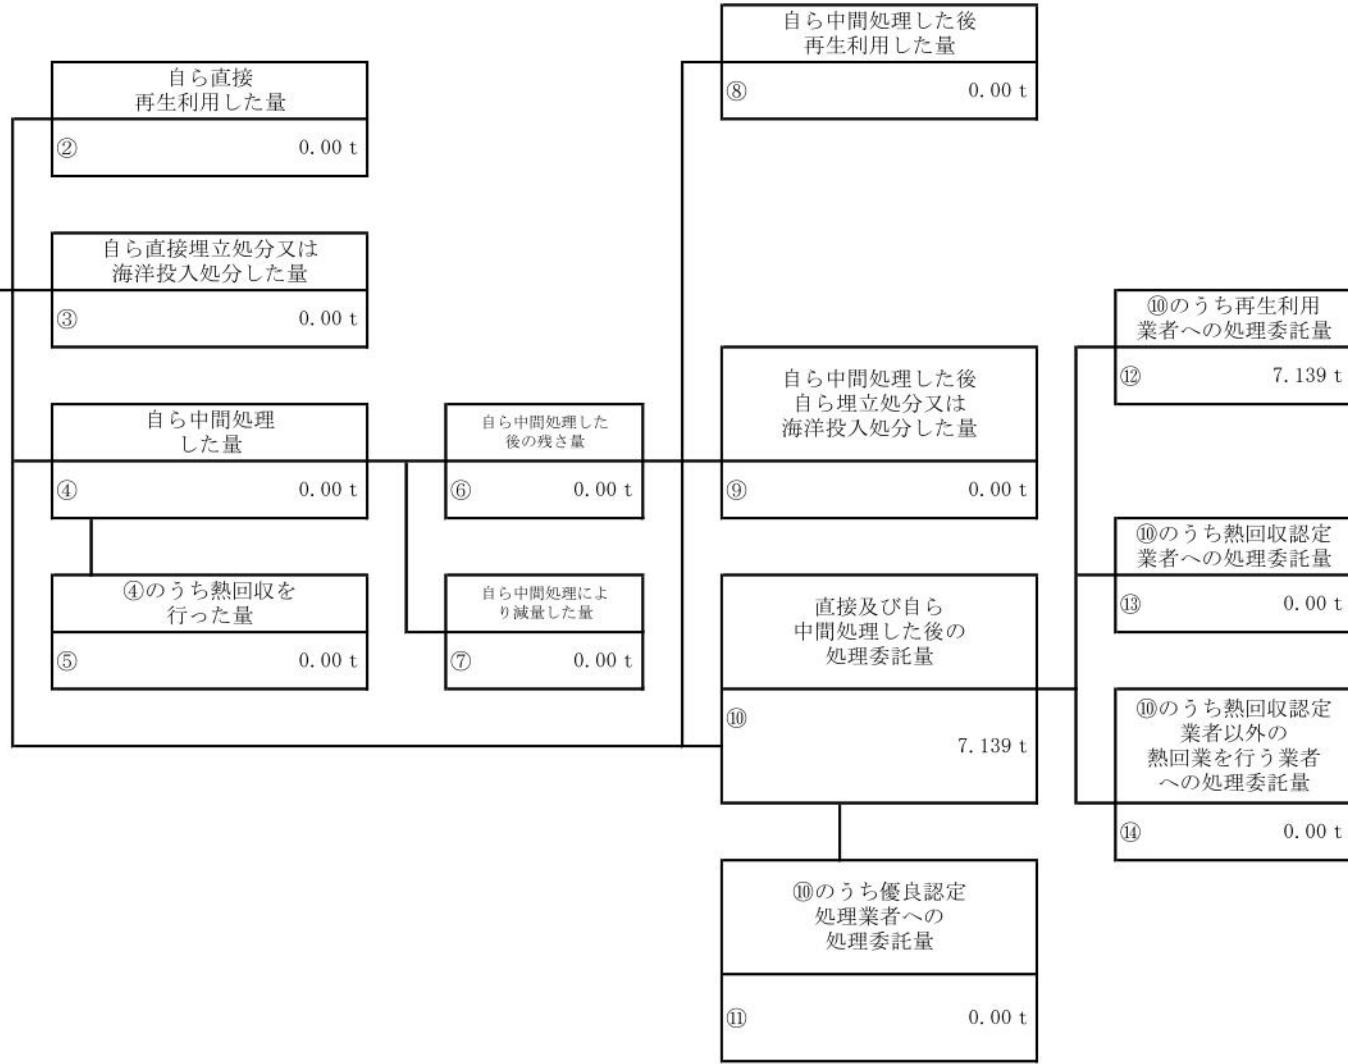 自ら直接
再生利用した量
② 0.00 t
自ら直接埋立処分又は
海洋投入処分した量
③ 0.00 t
自ら中間処理
した量
④ 0.00 t
④のうち熱回収を
行った量
⑤ 0.00 t
自ら中間処理した
後の残さ量
⑥ 0.00 t
自ら中間処理によ
り減量した量
⑦ 0.00 t
自ら中間処理した後
再生利用した量
⑧ 0.00 t
自ら中間処理した後
自ら埋立処分又は
海洋投入処分した量
⑨ 0.00 t
直接及び自ら
中間処理した後の
処理委託量
⑩
7.139 t
⑩のうち優良認定
処理業者への
処理委託量
⑪ 0.00 t
⑩のうち再生利用
業者への処理委託量
⑫ 7.139 t
⑩のうち熱回収認定
業者への処理委託量
⑬ 0.00 t
⑩のうち熱回収認定
業者以外の
熱回業を行う業者
への処理委託量
⑭ 0.00 t